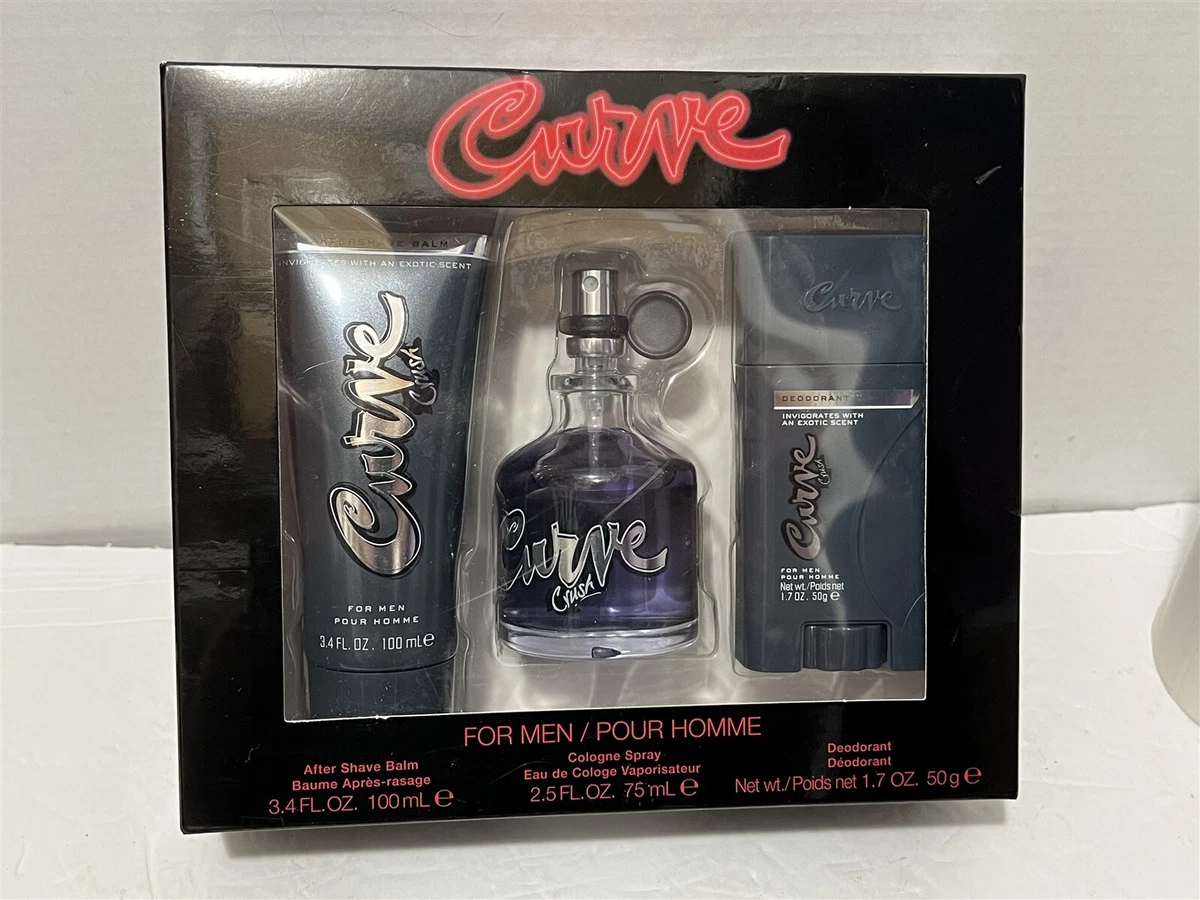 Curve
AFTERSHAVE BALM
INVIGORATES WITH AN EXOTIC SCENT
Curve
Crush
FOR MEN
POUR HOMME
3.4 FL. OZ. 100 mL e
Curve
Crush
Curve
DEODORANT
INVIGORATES WITH
AN EXOTIC SCENT
Curve
Crush
FOR MEN
POUR HOMME
Net wt./Poids net
1.7 OZ. 50g e
FOR MEN / POUR HOMME
After Shave Balm
Baume Après-rasage
3.4 FL. OZ. 100 mL e
Cologne Spray
Eau de Cologe Vaporisateur
2.5 FL. OZ. 75 mL e
Deodorant
Déodorant
Net wt./Poids net 1.7 OZ. 50 g e